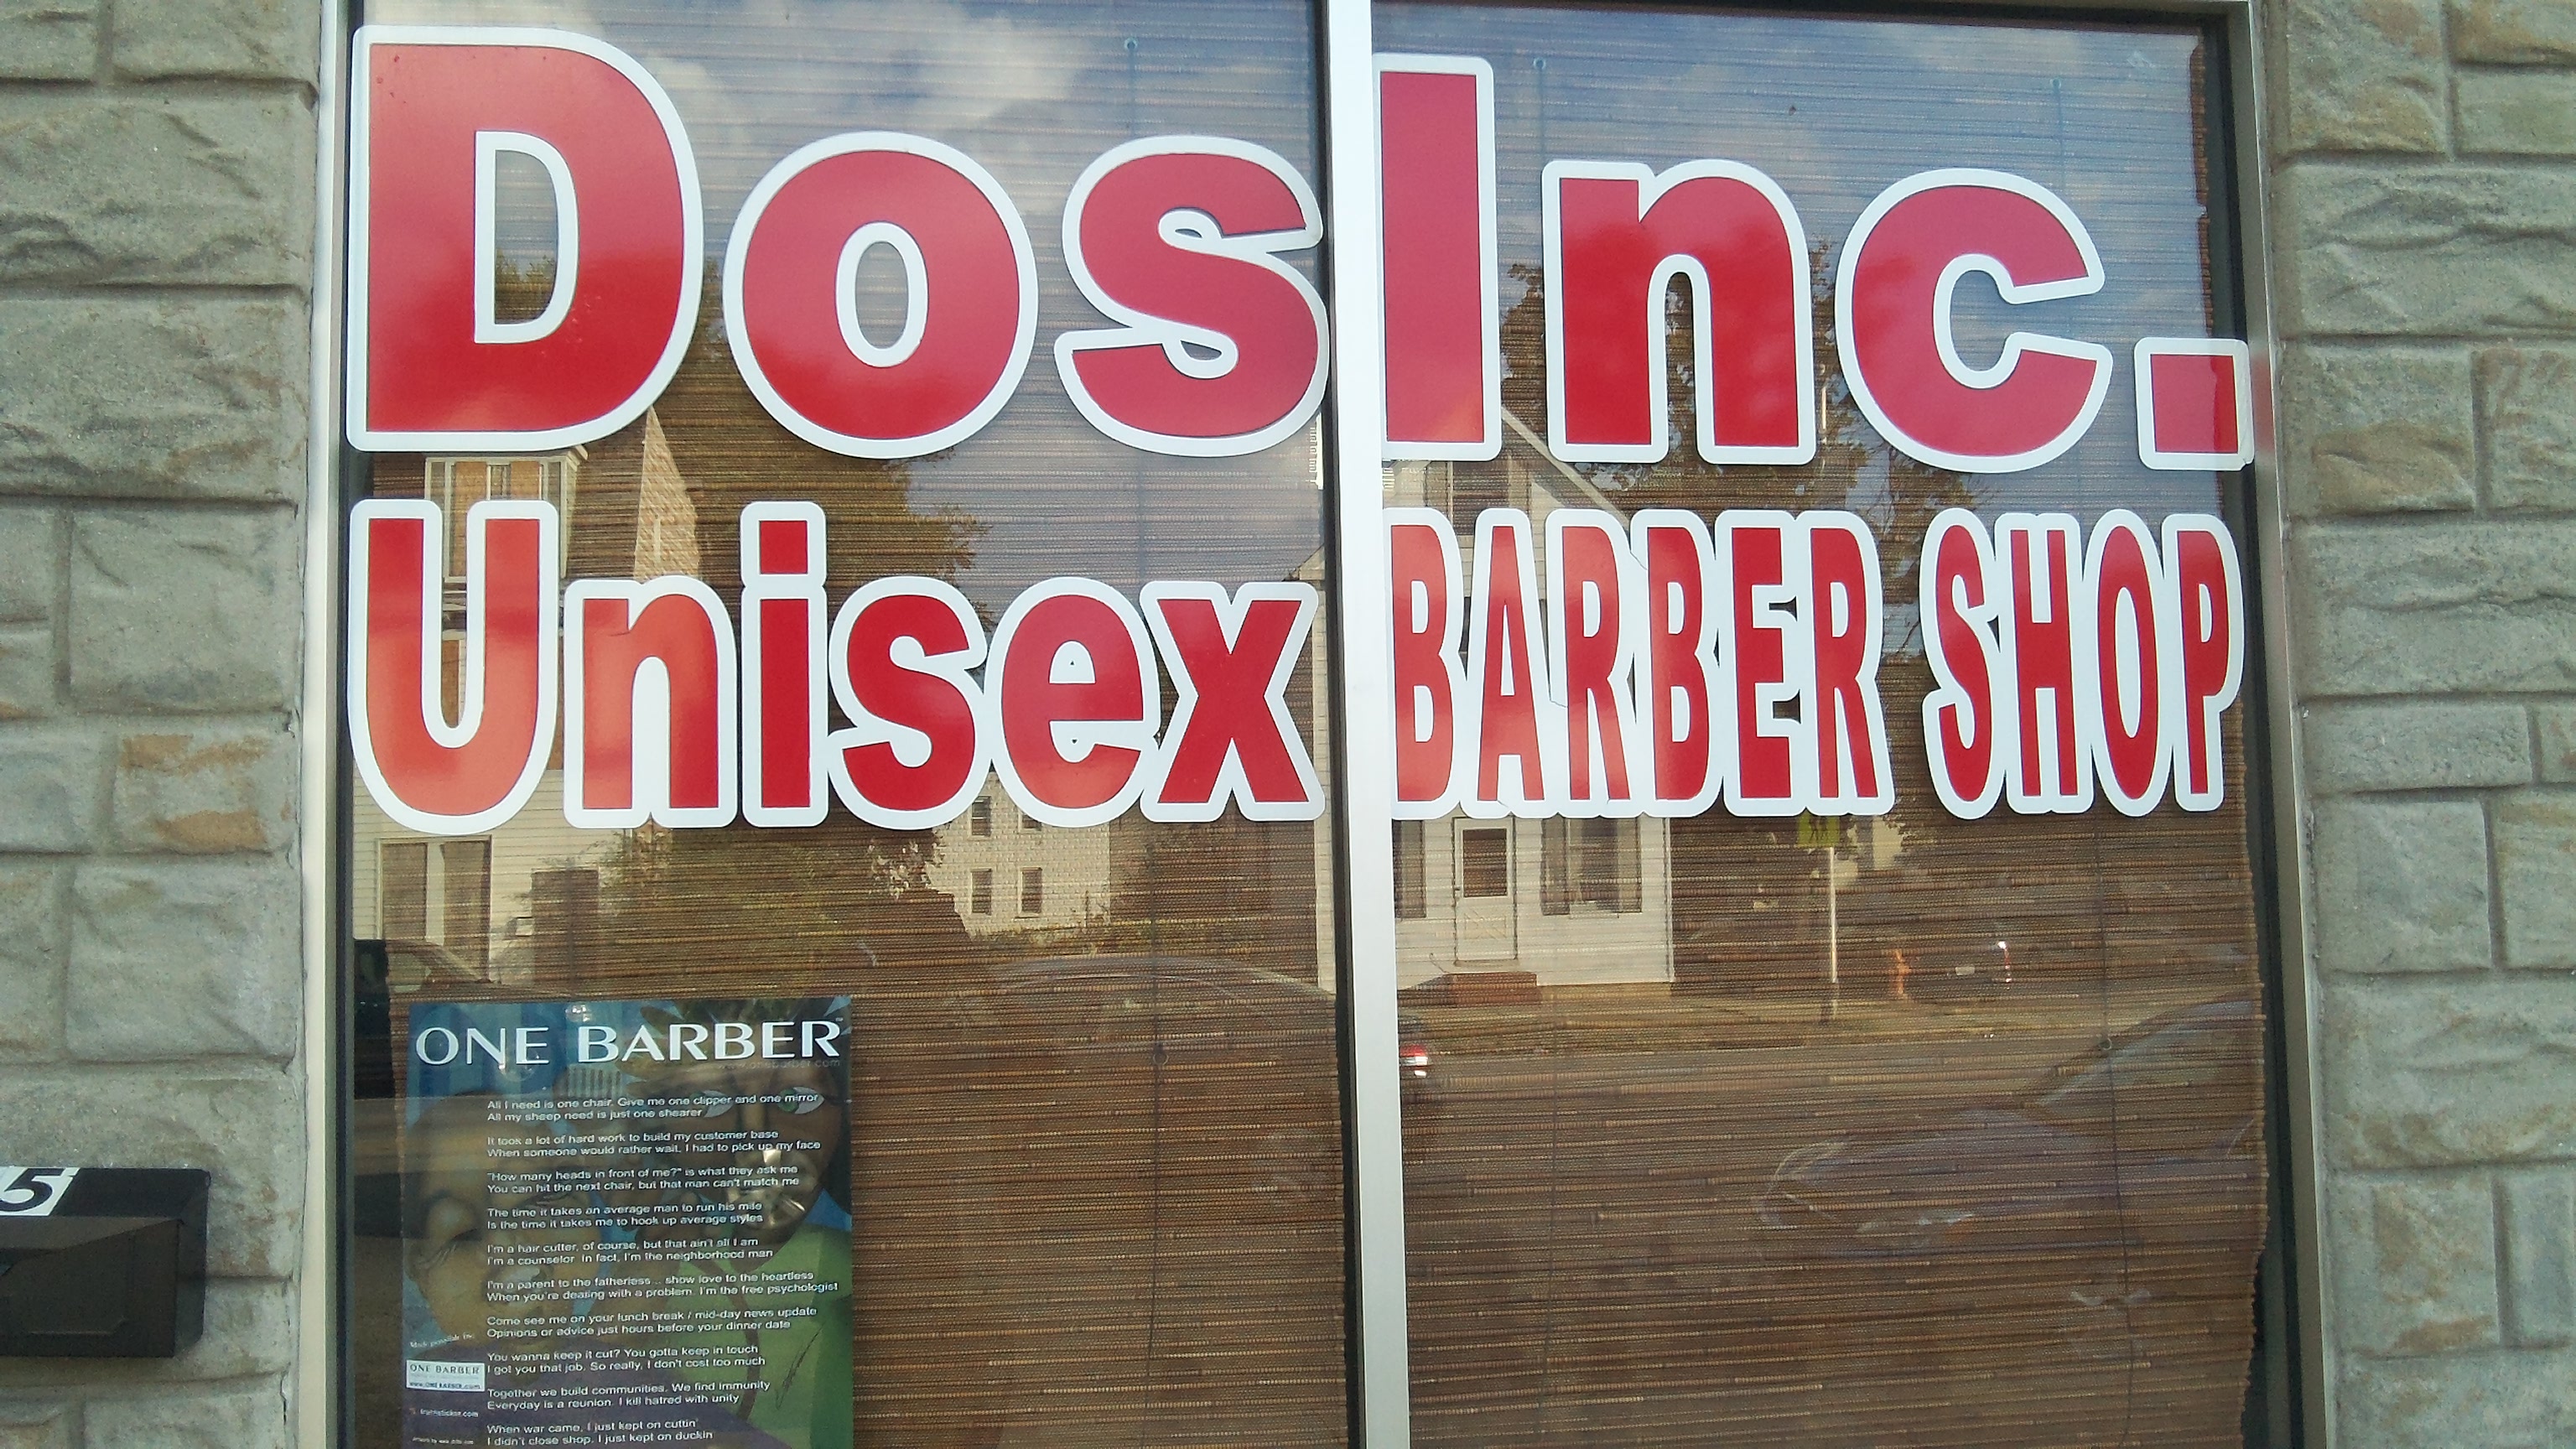 Dos Inc.
Unisex BARBER SHOP
ONE BARBER
www.onebarber.com
All I need is one chair. Give me one clipper and one mirror
All my sheep need is just one shearer
It took a lot of hard work to build my customer base
When someone would rather wait, I had to pick up my face
"How many heads in front of me?" is what they ask me
You can hit the next chair, but that man can't match me
The time it takes an average man to run his mile
Is the time it takes me to hook up average styles
I'm a hair cutter, of course, but that ain't all I am
I'm a counselor. In fact, I'm the neighborhood man
I'm a parent to the fatherless .. show love to the heartless
When you're dealing with a problem. I'm the free psychologist
Come see me on your lunch break / mid-day news update
Opinions or advice just hours before your dinner date
You wanna keep it cut? You gotta keep in touch
I got you that job. So really, I don't cost too much
Together we build communities. We find immunity
Everyday is a reunion. I kill hatred with unity
When war came, I just kept on cuttin'
I didn't close shop. I just kept on duckin'
ONE BARBER
www.ONEBARBER.com
5